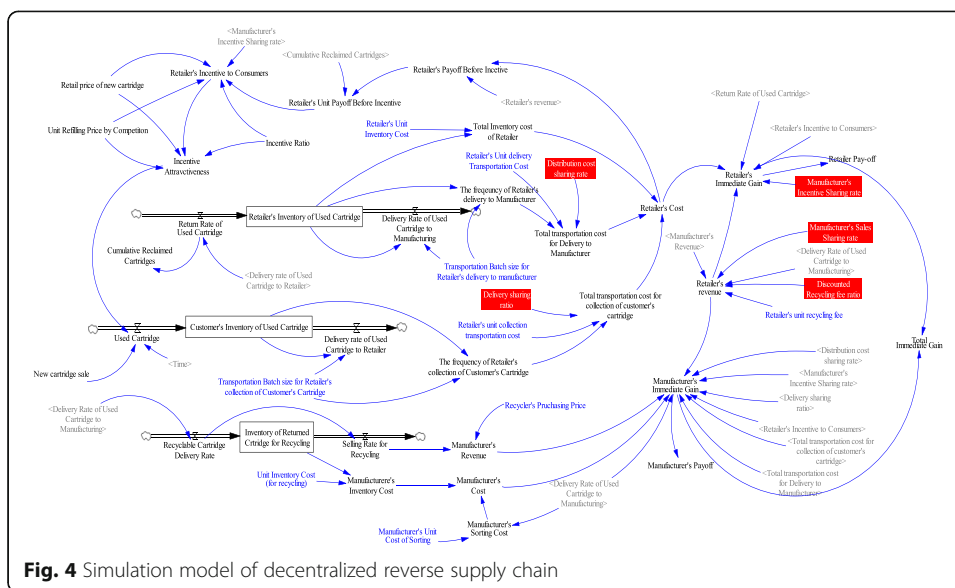 <Manufacturer's
Incentive Sharing rate>
<Cumulative Reclaimed Cartridges>
Retail price of new cartridge
Retailer's Incentive to Consumers
Retailer's Payoff Before Incetive
<Return Rate of Used Cartridge>
Retailer's Unit Payoff Before Incentive
<Retailer's revenue>
Unit Refilling Price by Competiton
Retailer's Unit
Inventory Cost
Total Inventory cost
of Retailer
<Retailer's Incentive to Consumers>
Incentive Ratio
Incentive
Attravctiveness
Retailer's Unit delivery
Transportation Cost
Distribution cost
sharing rate
Retailer Pay-off
Retailer's
Immediate Gain
Manufacturer's
Incentive Sharing rate
The frequency of Retailer's
delivery to Manufacturer
Retailer's Cost
Return Rate of
Used Cartridge
Retailer's Inventory of Used Cartridge
Delivery Rate of Used
Cartridge to
Manufacturing
Total transportation cost
for Delivery to
Manufacturer
Manufacturer's Sales
Sharing rate
<Manufacturer's
Revenue>
<Delivery Rate of Used
Cartridge to
Manufacturing>
Cumulative Reclaimed
Cartridges
<Delivery rate of Used
Cartridge to Retailer>
Transportation Batch size for
Retailer's delivery to manufacturer
Retailer's
revenue
Discounted
Recycling fee ratio
Delivery sharing
ratio
Total transportation cost for
collection of customer's
cartridge
Retailer's unit recycling fee
Used Cartridge
Customer's Inventory of Used Cartridge
Delivery rate of Used
Cartridge to Retailer
Retailer's unit collection
transportation cost
Total
Immediate Gain
<Time>
The frequency of Retailer's
collection of Customer's Cartridge
<Distribution cost
sharing rate>
New cartridge sale
Transportation Batch size for Retailer's
collection of Customer's Cartridge
Manufacturer's
Immediate Gain
<Manufacturer's
Incentive Sharing rate>
<Delivery sharing
ratio>
<Delivery Rate of Used
Cartridge to
Manufacturing>
Recycler's Pruchasing Price
<Retailer's Incentive to Consumers>
Recyclable Cartridge
Delivery Rate
Inventory of Returned
Crtridge for Recycling
Selling Rate for
Recycling
Manufacturer's
Revenue
<Total transportation cost for
collection of customer's
cartridge>
Manufacturer's Payoff
<Total transportation cost
for Delivery to
Manufacturer>
Unit Inventory Cost
(for recycling)
Manufacturere's
Inventory Cost
Manufacturer's
Cost
<Delivery Rate of Used
Cartridge to
Manufacturing>
Manufacturer's Unit
Cost of Sorting
Manufacturer's
Sorting Cost
Fig. 4 Simulation model of decentralized reverse supply chain